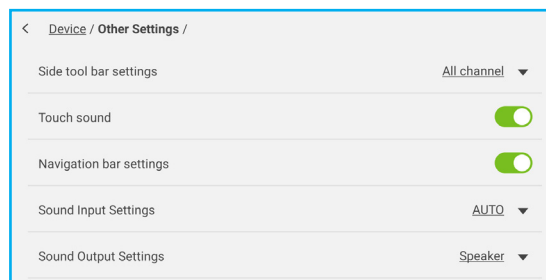 Device / Other Settings /
Side tool bar settings All channel
Touch sound
Navigation bar settings
Sound Input Settings AUTO
Sound Output Settings Speaker